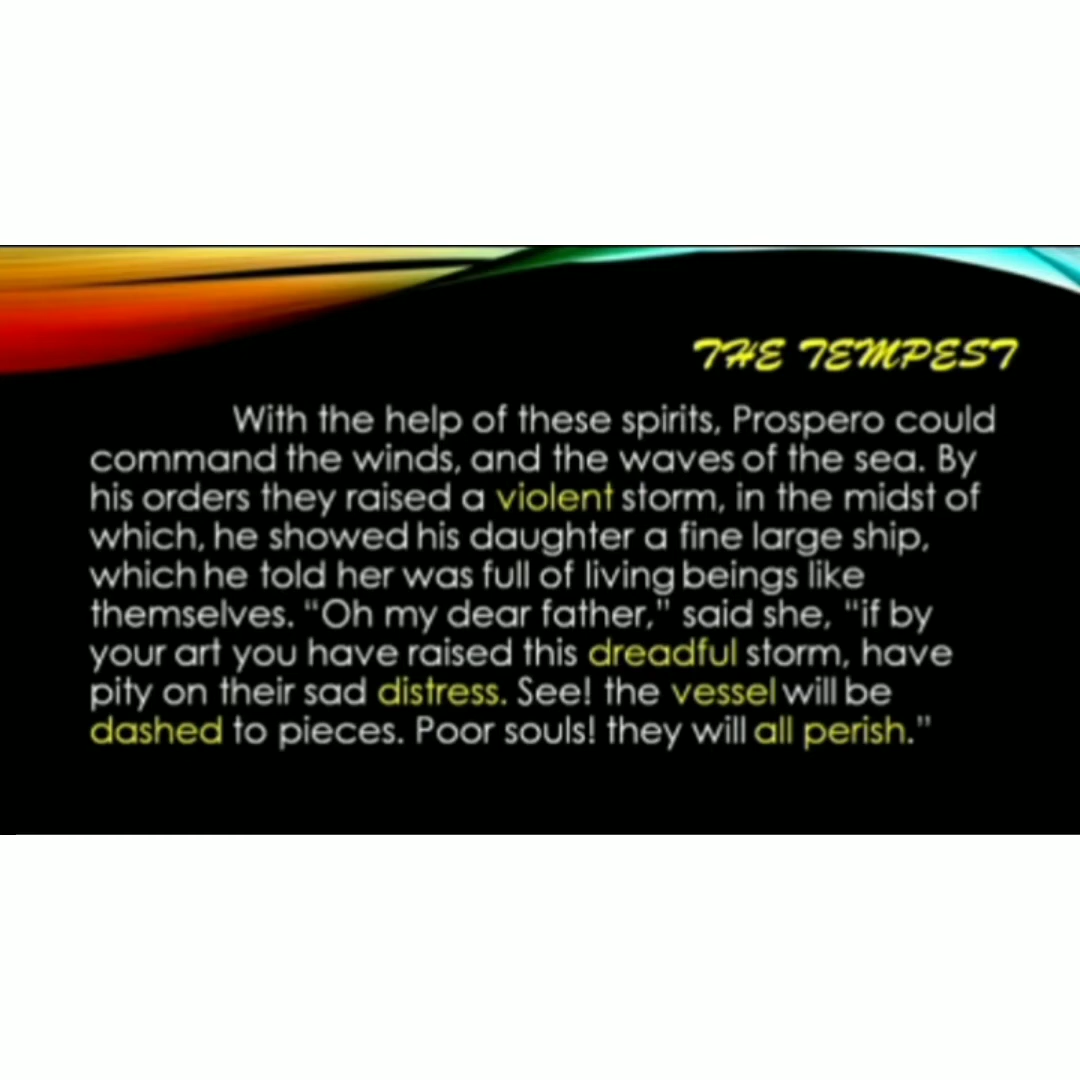 THE TEMPEST
With the help of these spirits, Prospero could
command the winds, and the waves of the sea. By
his orders they raised a violent storm, in the midst of
which, he showed his daughter a fine large ship,
which he told her was full of living beings like
themselves. "Oh my dear father," said she, "if by
your art you have raised this dreadful storm, have
pity on their sad distress. See! the vessel will be
dashed to pieces. Poor souls! they will all perish."